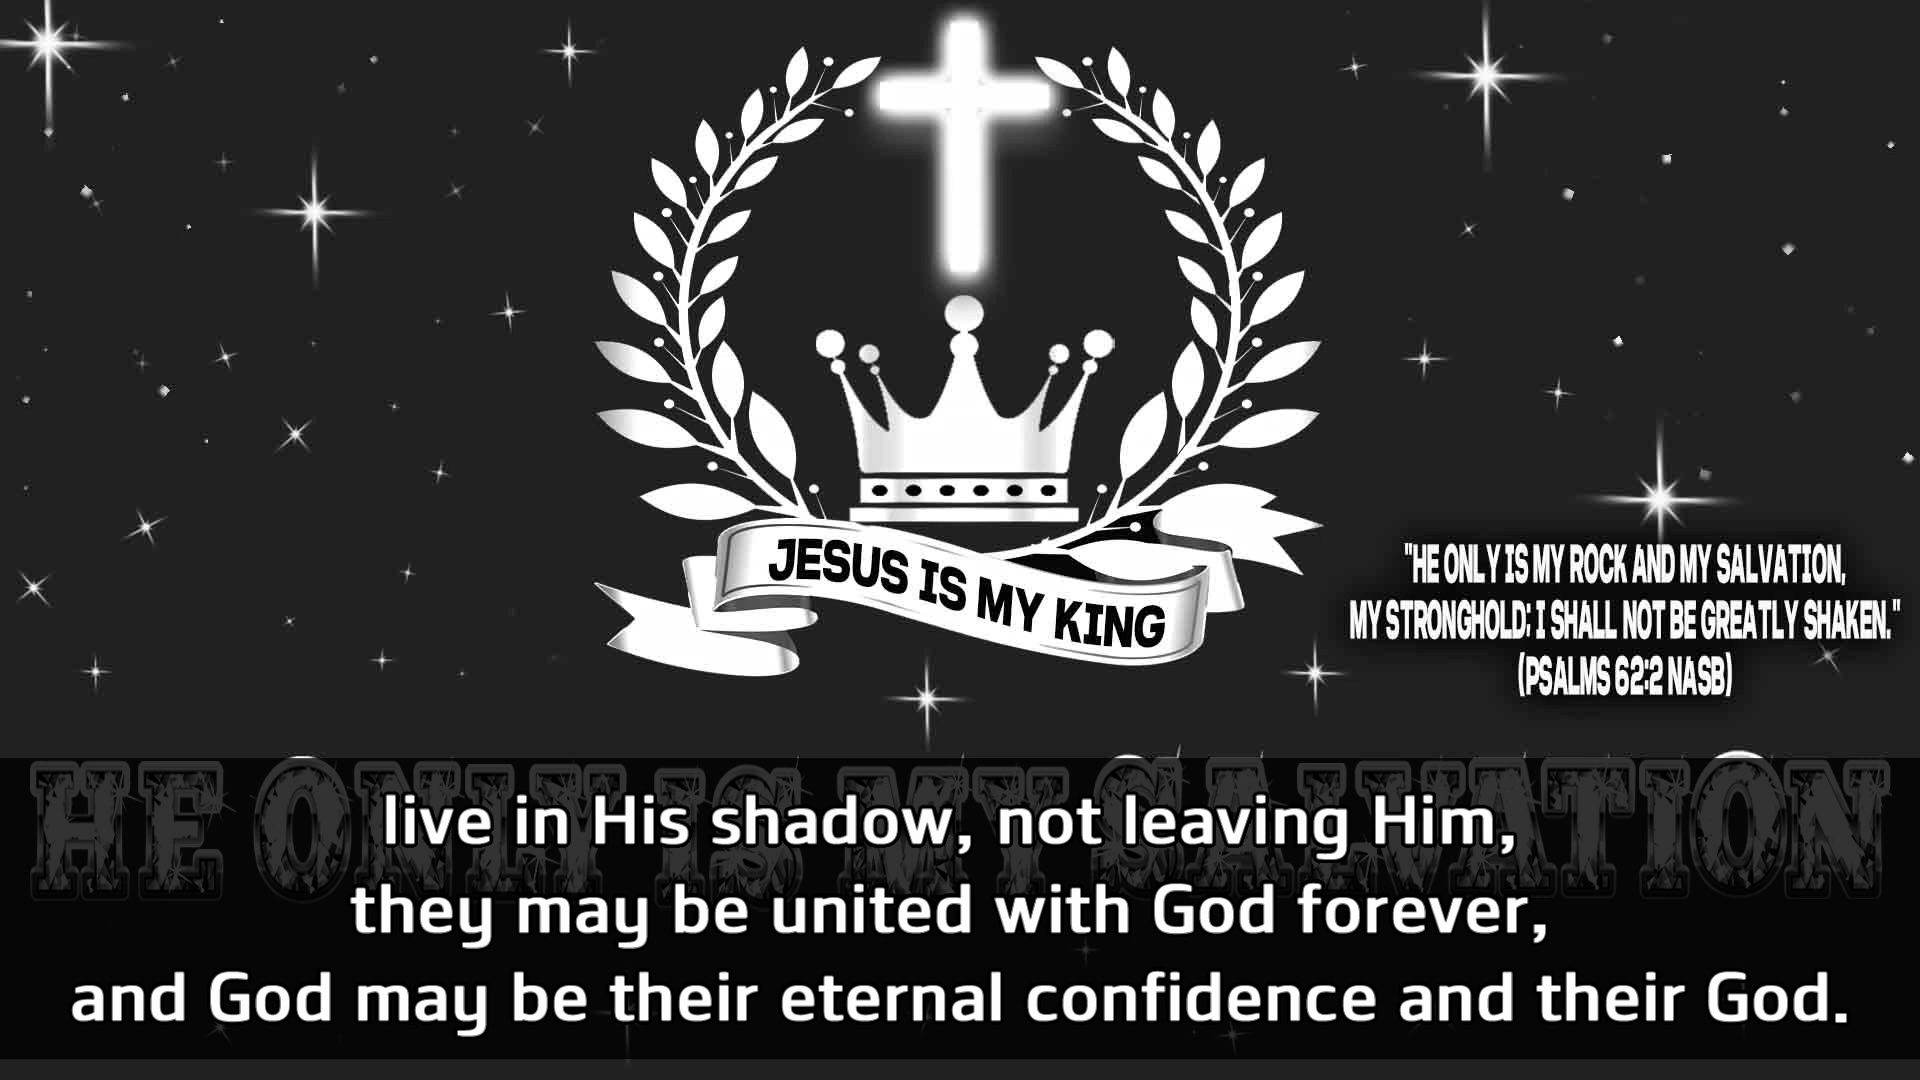 JESUS IS MY KING
"HE ONLY IS MY ROCK AND MY SALVATION,
MY STRONGHOLD; I SHALL NOT BE GREATLY SHAKEN."
(PSALMS 62:2 NASB)
HE ONLY IS MY SALVATION
live in His shadow, not leaving Him,
they may be united with God forever,
and God may be their eternal confidence and their God.